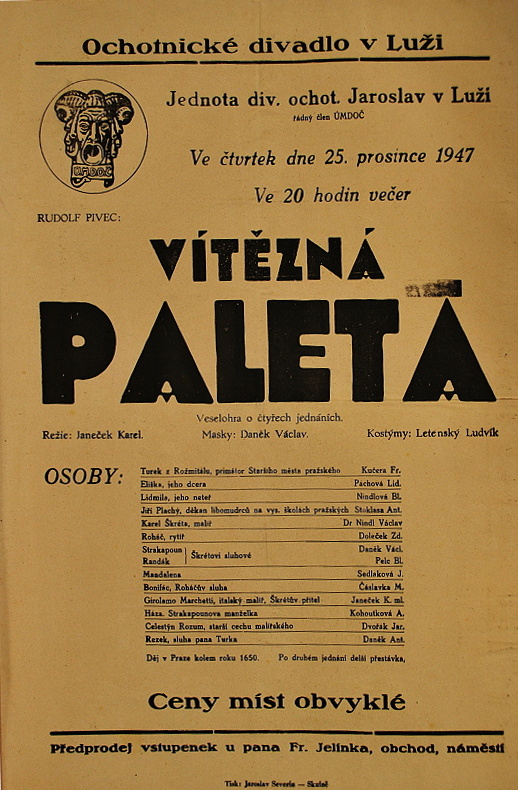 Ochotnické divadlo v Luži
Jednota div. ochot. Jaroslav v Luži
řádný člen ÚMDOČ
Ú.M.D.O.Č.
Ve čtvrtek dne 25. prosince 1947
Ve 20 hodin večer
RUDOLF PIVEC:
VÍTĚZNÁ
PALETA
Veselohra o čtyřech jednáních.
Režie: Janeček Karel. Masky: Daněk Václav. Kostýmy: Letenský Ludvík
OSOBY:
Turek z Rožmitálu, primátor Staršího města pražského Kučera Fr.
Eliška, jeho dcera Pachová Lid.
Lidmila, jeho neteř Nindlová Bl.
Jiří Plachý, děkan libomudrců na vys. školách pražských Stoklasa Ant.
Karel Škréta, malíř Dr Nindl Václav
Roháč, rytíř Doleček Zd.
Strakapoun Daněk Václ.
Škrétovi sluhové
Randák Pelc Bl.
Mandalena Sedláková J.
Bonifác, Roháčův sluha Čáslavka M.
Girolamo Marchetti, italský malíř, Škrétův přítel Janeček K. ml.
Háza, Strakapounova manželka Kohoutková A.
Celestýn Rozum, starší cechu malířského Dvořák Jar.
Rezek, sluha pana Turka Daněk Ant.
Děj v Praze kolem roku 1650. Po druhém jednání delší přestávka,
Ceny míst obvyklé
Předprodej vstupenek u pana Fr. Jelínka, obchod, náměstí
Tisk: Jaroslav Severin — Skuteč